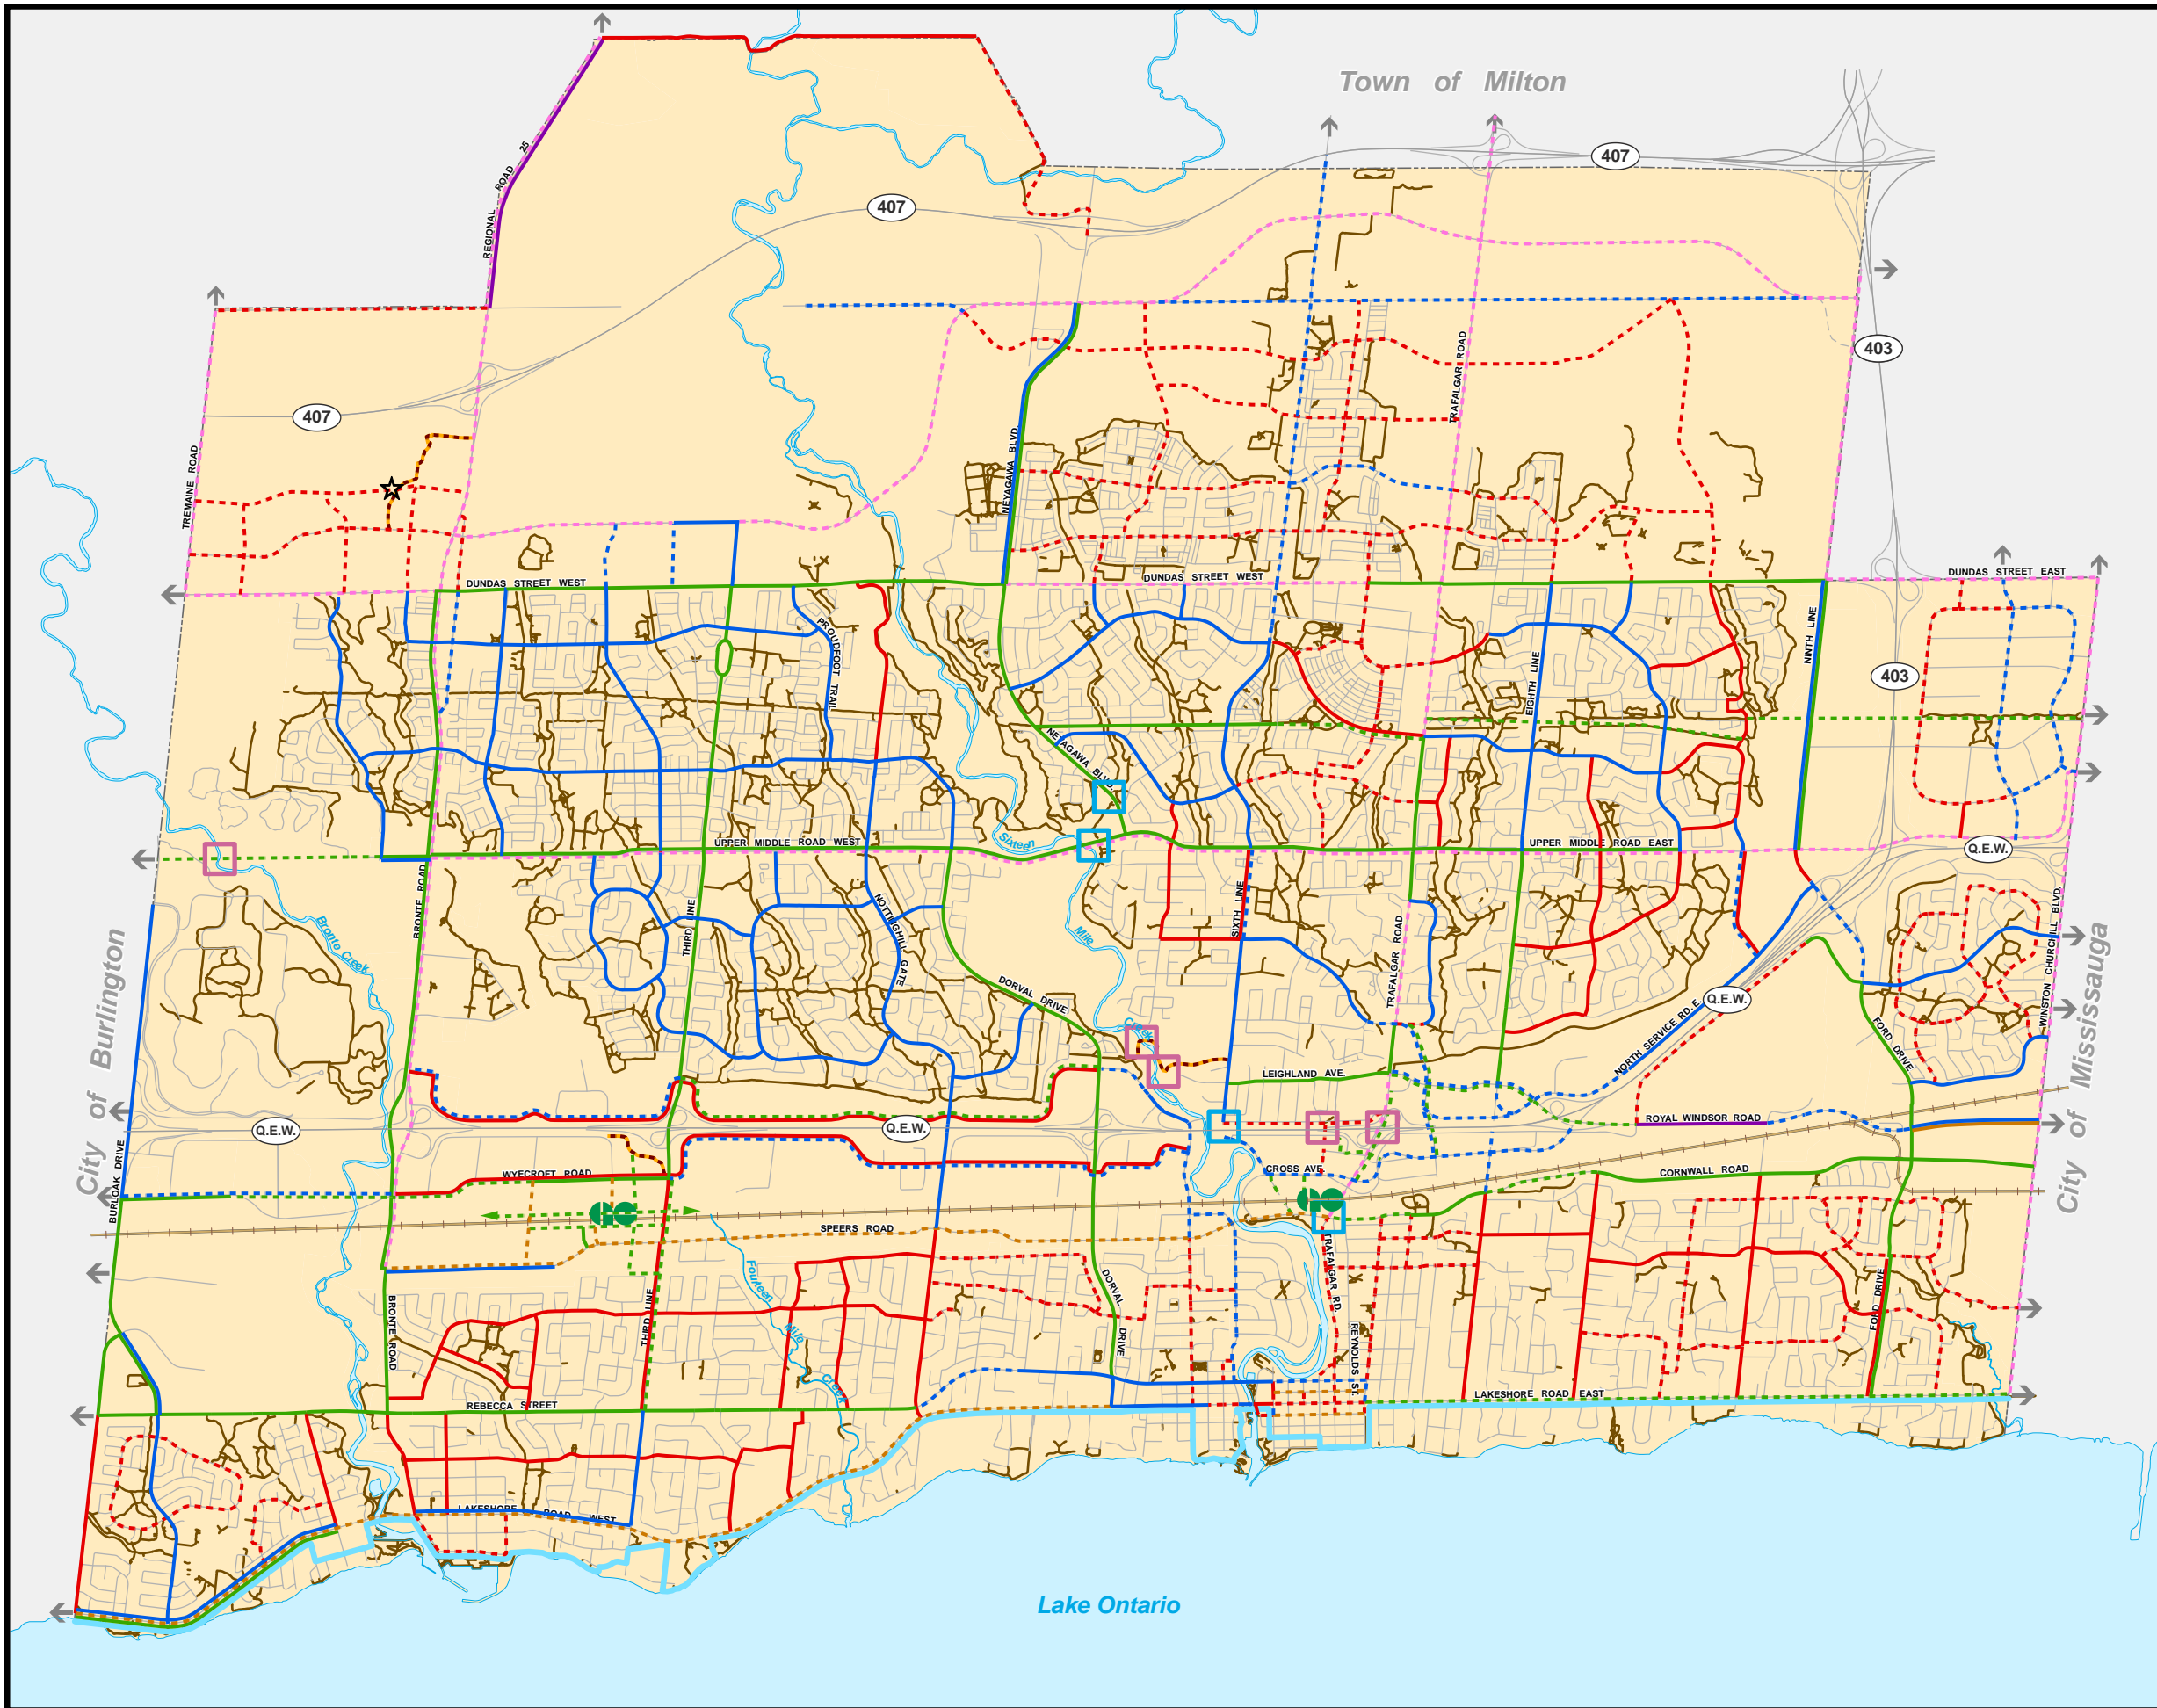 Town of Milton
407
REGIONAL ROAD 25
407
403
407
TREMAINE ROAD
NEYAGAWA BLVD.
TRAFALGAR ROAD
DUNDAS STREET WEST
DUNDAS STREET WEST
DUNDAS STREET EAST
PROUDFOOT TRAIL
EIGHTH LINE
NINTH LINE
403
NEYAGAWA BLVD.
Sixteen
UPPER MIDDLE ROAD WEST
UPPER MIDDLE ROAD EAST
Q.E.W.
BRONTE ROAD
Bronte Creek
THIRD LINE
NOTTINGHILL GATE
Mile
SIXTH LINE
TRAFALGAR ROAD
WINSTON CHURCHILL BLVD.
City of Burlington
City of Mississauga
DORVAL DRIVE
Creek
Q.E.W.
NORTH SERVICE RD. E.
FORD DRIVE
LEIGHLAND AVE.
Q.E.W.
Q.E.W.
ROYAL WINDSOR ROAD
BURLOAK DRIVE
WYECROFT ROAD
CROSS AVE.
CORNWALL ROAD
SPEERS ROAD
TRAFALGAR RD.
Fourteen
Mile
Creek
BRONTE ROAD
THIRD LINE
DORVAL DRIVE
REYNOLDS ST.
FORD DRIVE
REBECCA STREET
LAKESHORE ROAD EAST
LAKESHORE ROAD WEST
Lake Ontario